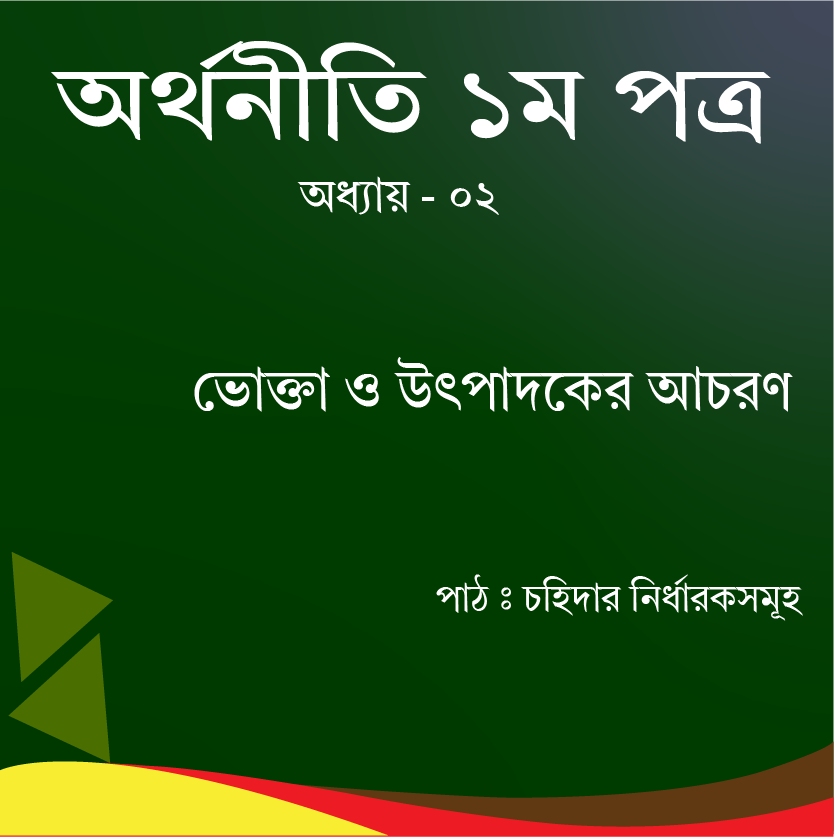 অর্থনীতি ১ম পত্র
অধ্যায় - ০২
ভোক্তা ও উৎপাদকের আচরণ
পাঠ ঃ চহিদার নির্ধারকসমূহ